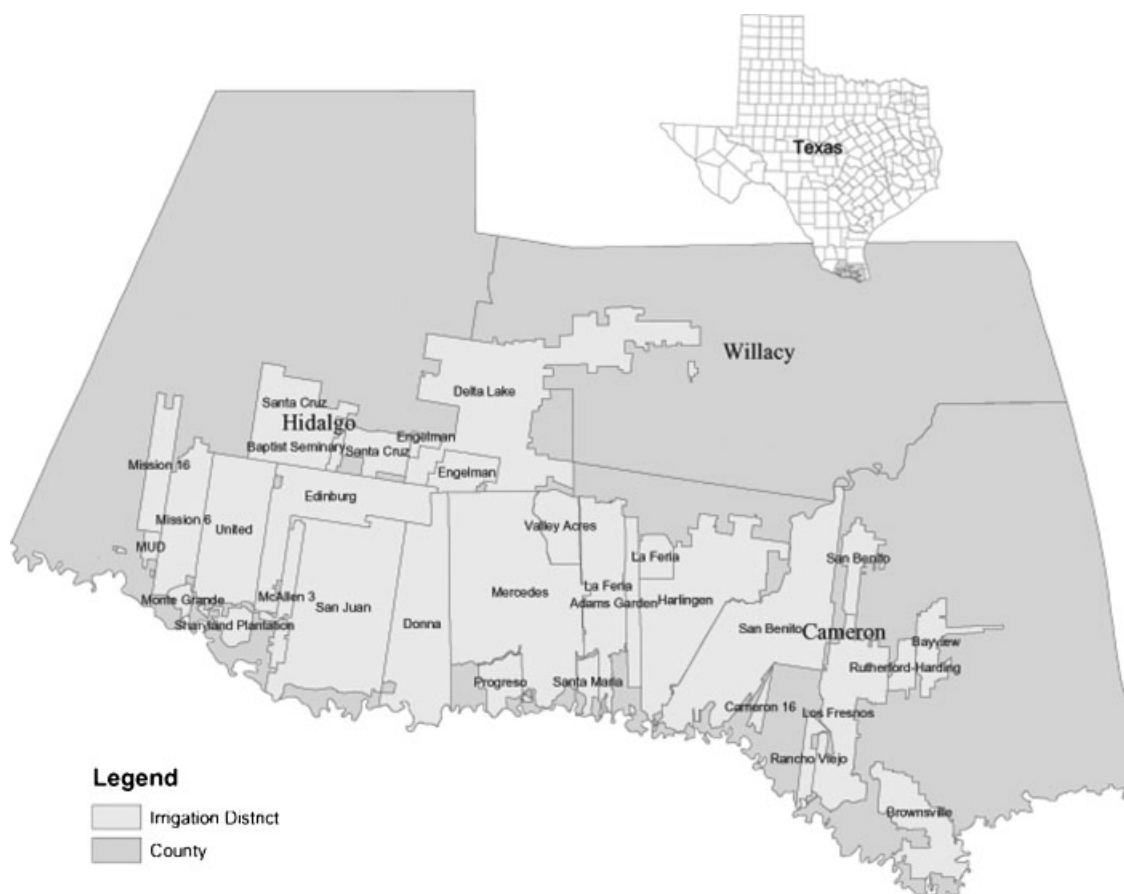 Texas
Willacy
Delta Lake
Santa Cruz
Hidalgo
Engelman
Baptist Seminary
Santa Cruz
Mission 16
Engelman
Edinburg
Mission 6
United
Valley Acres
MUD
La Feria
San Benito
La Feria
Mercedes
Monte Grande
McAllen 3
San Juan
Adams Garden
Harlingen
Sharyland Plantation
Donna
San Benito
Cameron
Bayview
Rutherford-Harding
Progreso
Santa Maria
Cameron 16
Los Fresnos
Rancho Viejo
Brownsville
Legend
Irrigation District
County